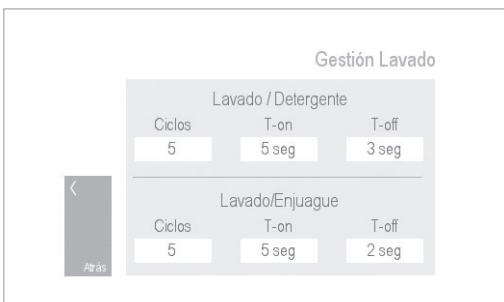 Gestión Lavado
Lavado / Detergente
Ciclos T-on T-off
5 5 seg 3 seg
Lavado/Enjuague
Ciclos T-on T-off
5 5 seg 2 seg
<
Atrás